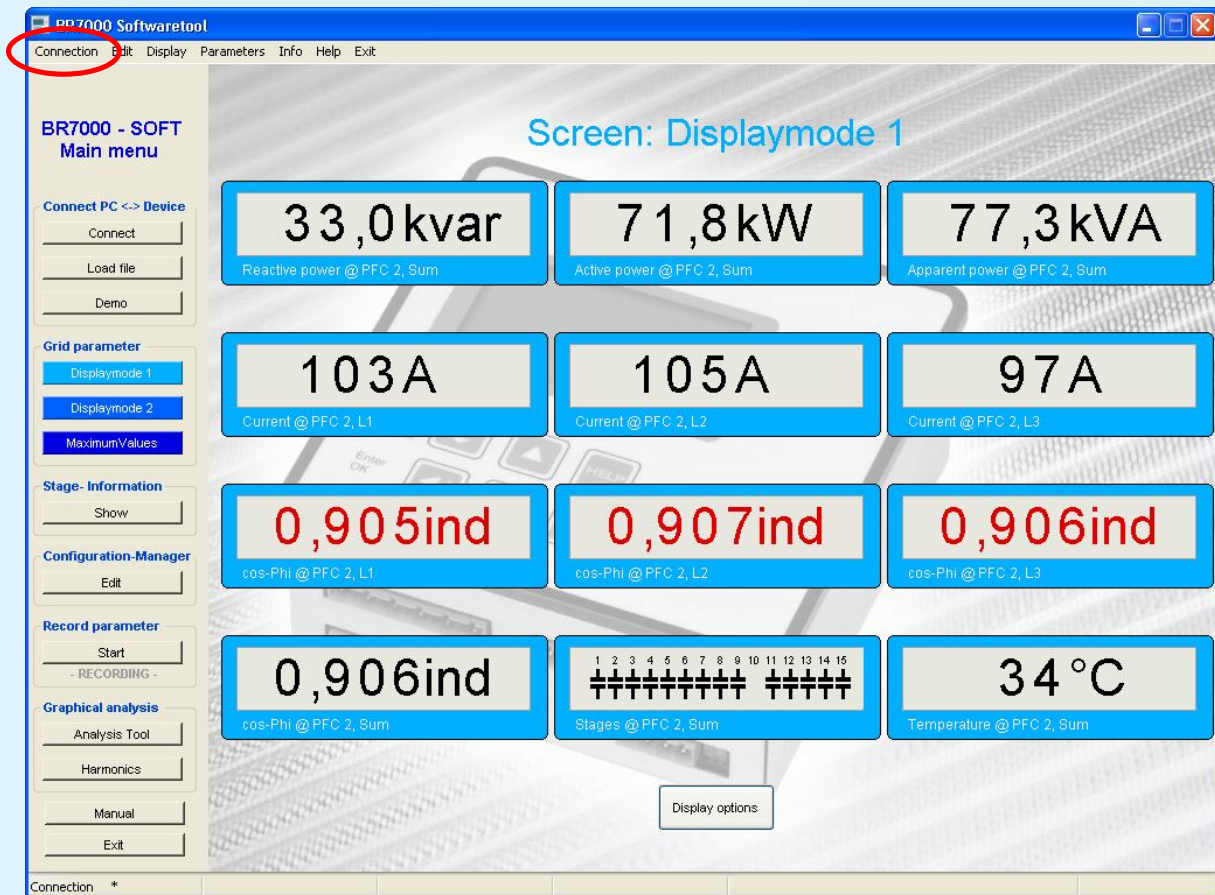 BR7000 Softwaretool
Connection Edit Display Parameters Info Help Exit
BR7000 - SOFT
Main menu
Connect PC <-> Device
Connect
Load file
Demo
Grid parameter
Displaymode 1
Displaymode 2
MaximumValues
Stage- Information
Show
Configuration-Manager
Edit
Record parameter
Start
- RECORDING -
Graphical analysis
Analysis Tool
Harmonics
Manual
Exit
Screen: Displaymode 1
33,0kvar
Reactive power @ PFC 2, Sum
71,8kW
Active power @ PFC 2, Sum
77,3kVA
Apparent power @ PFC 2, Sum
103A
Current @ PFC 2, L1
105A
Current @ PFC 2, L2
97A
Current @ PFC 2, L3
Enter
OK
HELP
0,905ind
cos-Phi @ PFC 2, L1
0,907ind
cos-Phi @ PFC 2, L2
0,906ind
cos-Phi @ PFC 2, L3
0,906ind
cos-Phi @ PFC 2, Sum
1 2 3 4 5 6 7 8 9 10 11 12 13 14 15
Stages @ PFC 2, Sum
34°C
Temperature @ PFC 2, Sum
Display options
Connection *